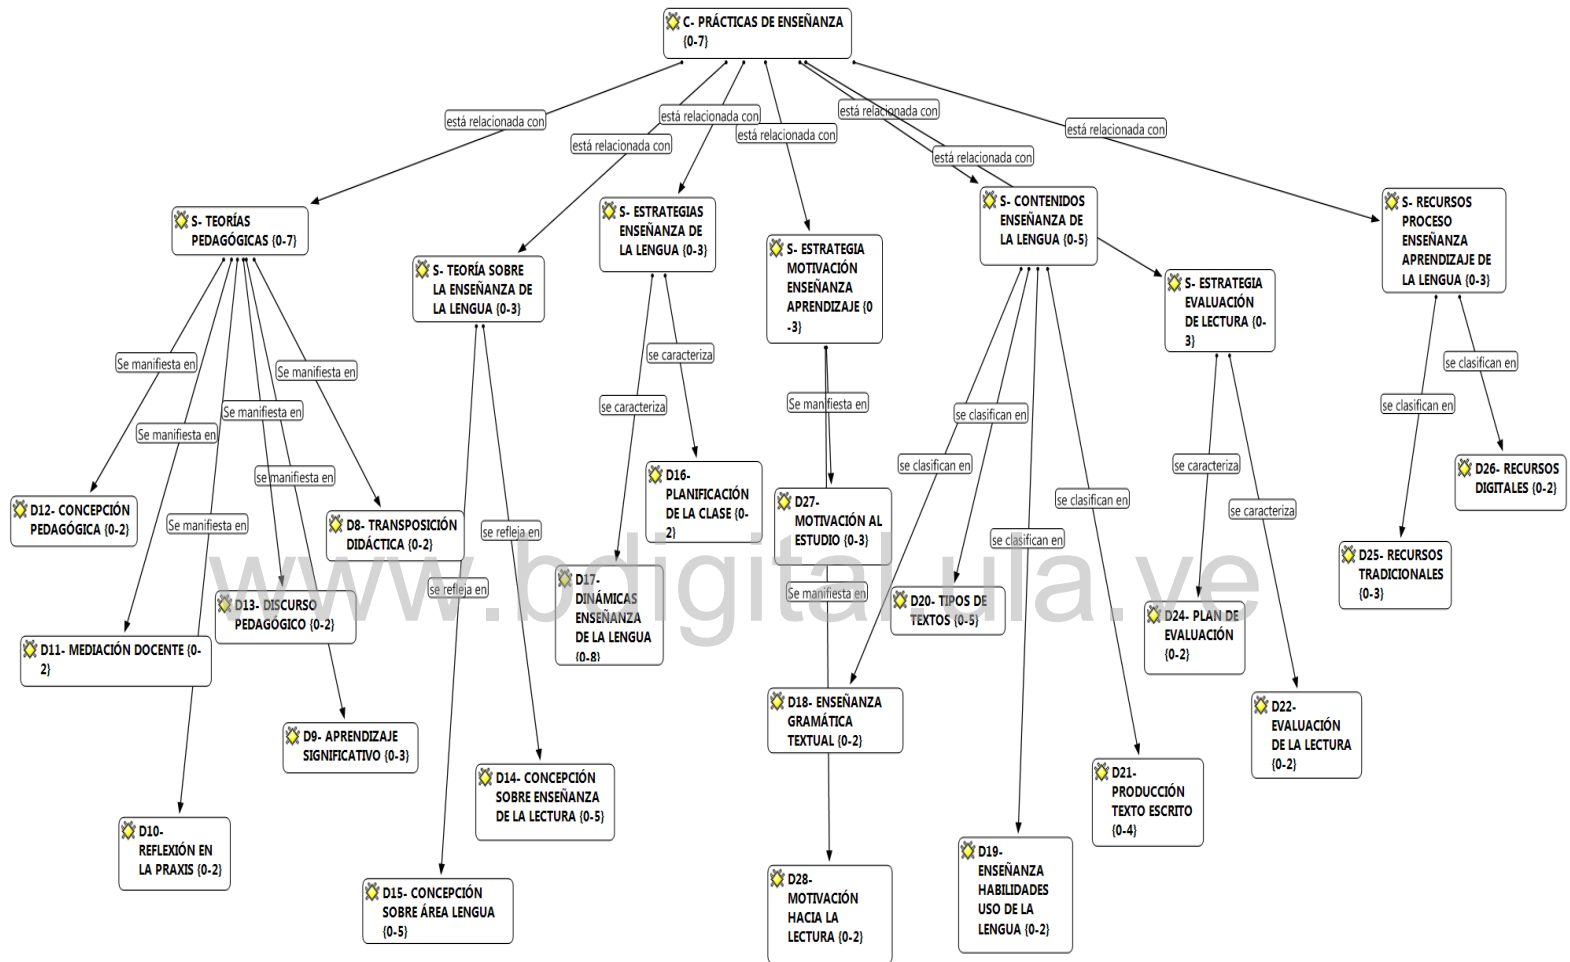 C- PRÁCTICAS DE ENSEÑANZA
{0-7}
está relacionada con
está relacionada con
está relacionada con
está relacionada con
está relacionada con
está relacionada con
está relacionada con
S- TEORÍAS
PEDAGÓGICAS {0-7}
S- TEORÍA SOBRE
LA ENSEÑANZA DE
LA LENGUA {0-3}
S- ESTRATEGIAS
ENSEÑANZA DE
LA LENGUA {0-3}
S- ESTRATEGIA
MOTIVACIÓN
ENSEÑANZA
APRENDIZAJE {0
-3}
S- CONTENIDOS
ENSEÑANZA DE
LA LENGUA {0-5}
S- ESTRATEGIA
EVALUACIÓN
DE LECTURA {0-
3}
S- RECURSOS
PROCESO
ENSEÑANZA
APRENDIZAJE DE
LA LENGUA {0-3}
Se manifiesta en
Se manifiesta en
Se manifiesta en
Se manifiesta en
se manifiesta en
Se manifiesta en
se refleja en
se refleja en
se caracteriza
se caracteriza
Se manifiesta en
Se manifiesta en
se clasifican en
se clasifican en
se clasifican en
se clasifican en
se caracteriza
se caracteriza
se clasifican en
se clasifican en
D12- CONCEPCIÓN
PEDAGÓGICA {0-2}
D11- MEDIACIÓN DOCENTE {0-
2}
D10-
REFLEXIÓN EN
LA PRAXIS {0-2}
D13- DISCURSO
PEDAGÓGICO {0-2}
D9- APRENDIZAJE
SIGNIFICATIVO {0-3}
D8- TRANSPOSICIÓN
DIDÁCTICA {0-2}
D15- CONCEPCIÓN
SOBRE ÁREA LENGUA
{0-5}
D14- CONCEPCIÓN
SOBRE ENSEÑANZA
DE LA LECTURA {0-5}
D17-
DINÁMICAS
ENSEÑANZA
DE LA LENGUA
{0-8}
D16-
PLANIFICACIÓN
DE LA CLASE {0-
2}
D27-
MOTIVACIÓN AL
ESTUDIO {0-3}
D28-
MOTIVACIÓN
HACIA LA
LECTURA {0-2}
D18- ENSEÑANZA
GRAMÁTICA
TEXTUAL {0-2}
D20- TIPOS DE
TEXTOS {0-5}
D19-
ENSEÑANZA
HABILIDADES
USO DE LA
LENGUA {0-2}
D21-
PRODUCCIÓN
TEXTO ESCRITO
{0-4}
D24- PLAN DE
EVALUACIÓN
{0-2}
D22-
EVALUACIÓN
DE LA LECTURA
{0-2}
D25- RECURSOS
TRADICIONALES
{0-3}
D26- RECURSOS
DIGITALES {0-2}
www.bdigital.ula.ve